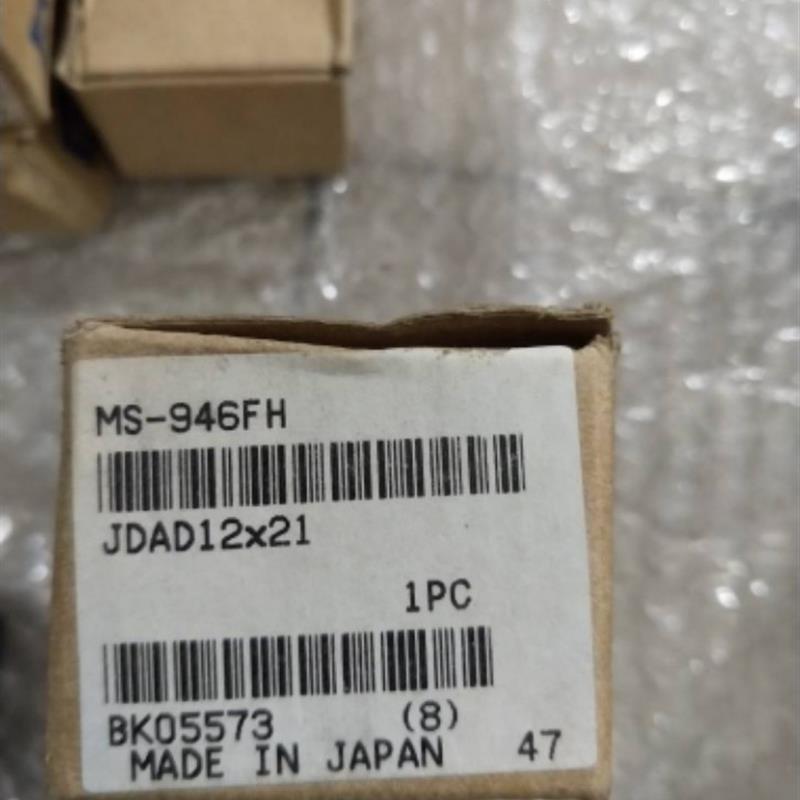 MS-946FH
JDAD12x21
1PC
BK05573 (8)
MADE IN JAPAN 47